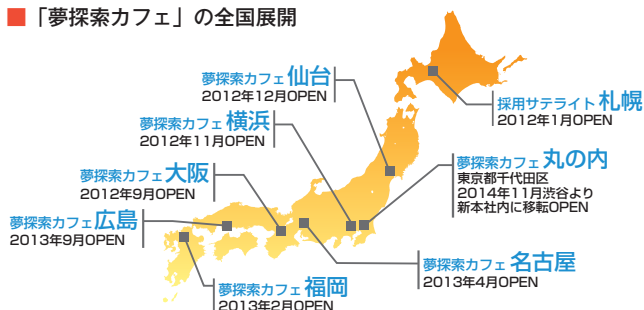 ■「夢探索カフェ」の全国展開
夢探索カフェ仙台
2012年12月OPEN
採用サテライト札幌
2012年1月OPEN
夢探索カフェ横浜
2012年11月OPEN
夢探索カフェ丸の内
東京都千代田区
2014年11月渋谷より
新本社内に移転OPEN
夢探索カフェ大阪
2012年9月OPEN
夢探索カフェ広島
2013年9月OPEN
夢探索カフェ名古屋
2013年4月OPEN
夢探索カフェ福岡
2013年2月OPEN